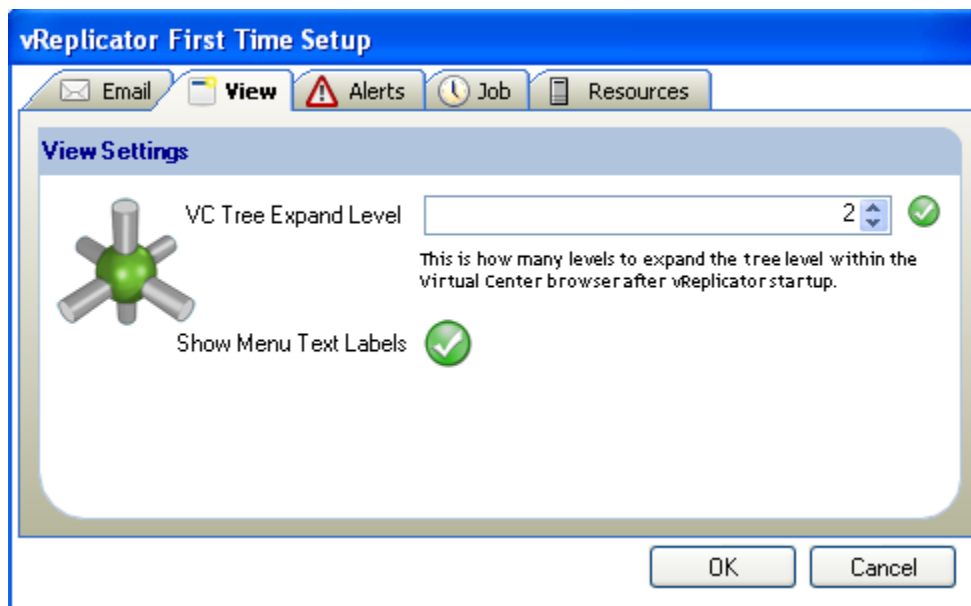 vReplicator First Time Setup
Email View Alerts Job Resources
View Settings
VC Tree Expand Level 2
This is how many levels to expand the tree level within the
Virtual Center browser after vReplicator startup.
Show Menu Text Labels
OK Cancel